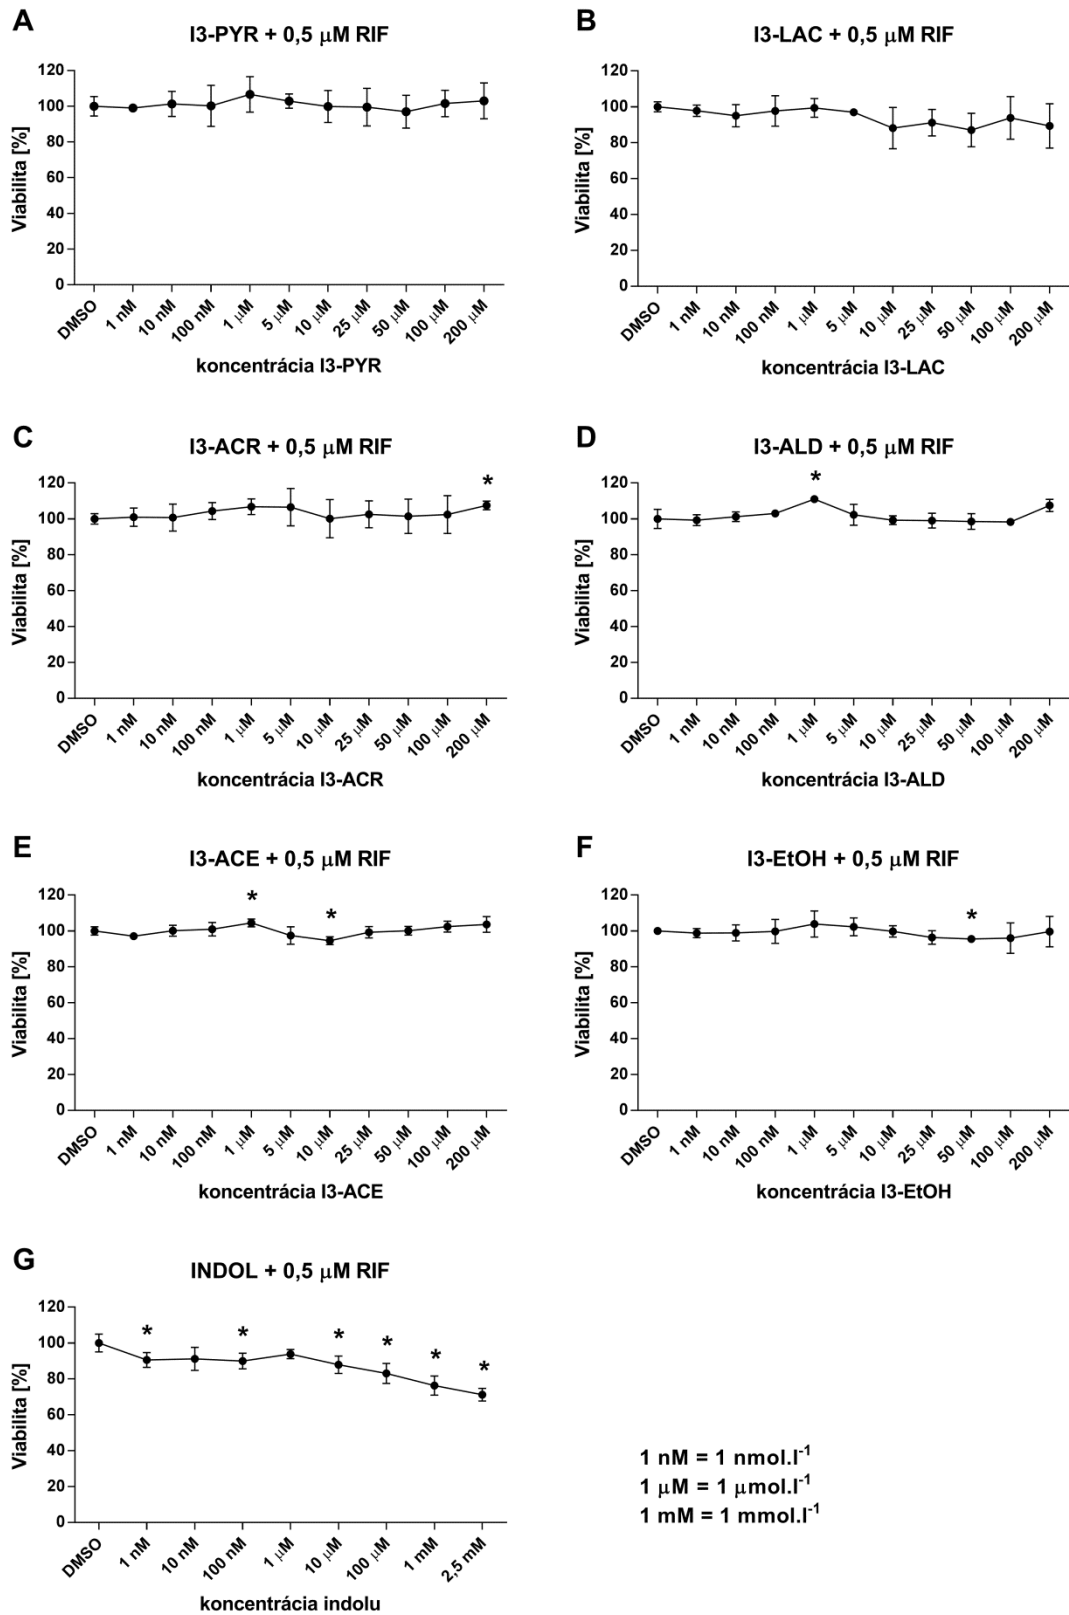 A
I3-PYR + 0,5 μM RIF
Viabilita [%]
120
100
80
60
40
20
0
DMSO
1 nM
10 nM
100 nM
1 μM
5 μM
10 μM
25 μM
50 μM
100 μM
200 μM
koncentrácia I3-PYR
B
I3-LAC + 0,5 μM RIF
Viabilita [%]
120
100
80
60
40
20
0
DMSO
1 nM
10 nM
100 nM
1 μM
5 μM
10 μM
25 μM
50 μM
100 μM
200 μM
koncentrácia I3-LAC
C
I3-ACR + 0,5 μM RIF
Viabilita [%]
120
100
80
60
40
20
0
*
DMSO
1 nM
10 nM
100 nM
1 μM
5 μM
10 μM
25 μM
50 μM
100 μM
200 μM
koncentrácia I3-ACR
D
I3-ALD + 0,5 μM RIF
Viabilita [%]
120
100
80
60
40
20
0
*
DMSO
1 nM
10 nM
100 nM
1 μM
5 μM
10 μM
25 μM
50 μM
100 μM
200 μM
koncentrácia I3-ALD
E
I3-ACE + 0,5 μM RIF
Viabilita [%]
120
100
80
60
40
20
0
* *
DMSO
1 nM
10 nM
100 nM
1 μM
5 μM
10 μM
25 μM
50 μM
100 μM
200 μM
koncentrácia I3-ACE
F
I3-EtOH + 0,5 μM RIF
Viabilita [%]
120
100
80
60
40
20
0
*
DMSO
1 nM
10 nM
100 nM
1 μM
5 μM
10 μM
25 μM
50 μM
100 μM
200 μM
koncentrácia I3-EtOH
G
INDOL + 0,5 μM RIF
Viabilita [%]
120
100
80
60
40
20
0
* * * * * *
DMSO
1 nM
10 nM
100 nM
1 μM
10 μM
100 μM
1 mM
2,5 mM
koncentrácia indolu
1 nM = 1 nmol.l⁻¹
1 μM = 1 μmol.l⁻¹
1 mM = 1 mmol.l⁻¹